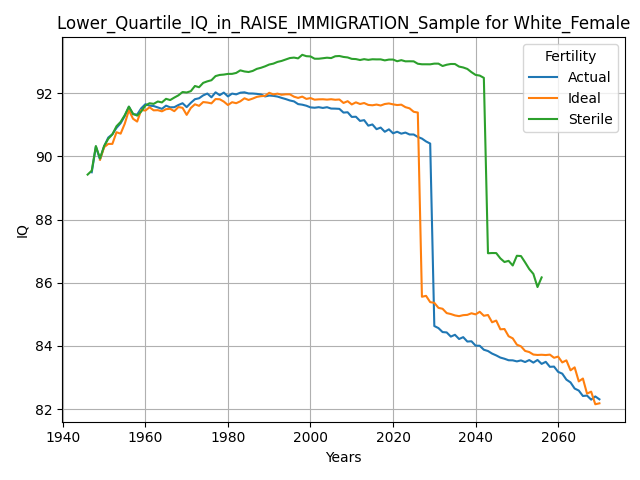 Lower_Quartile_IQ_in_RAISE_IMMIGRATION_Sample for White_Female
Fertility
Actual
Ideal
Sterile
IQ
92
90
88
86
84
82
1940 1960 1980 2000 2020 2040 2060
Years